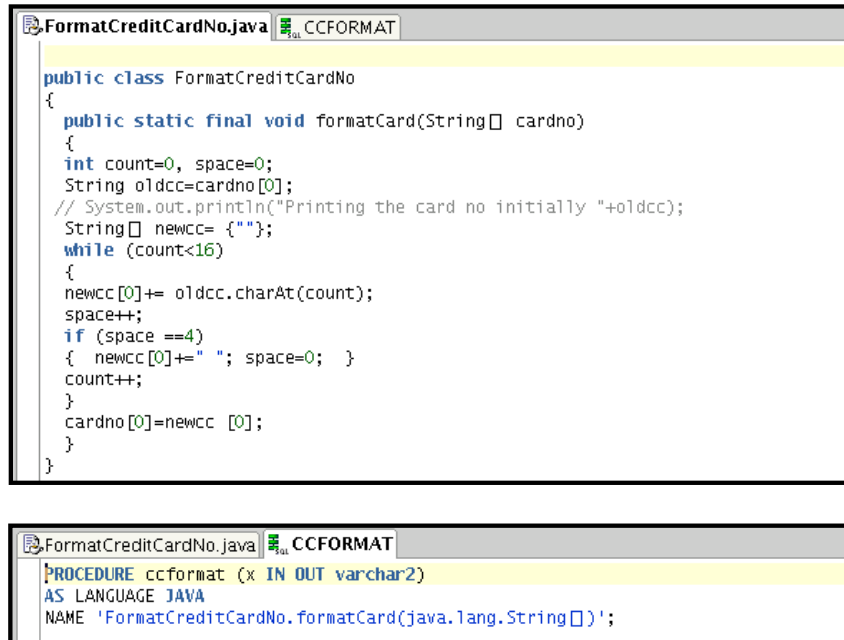 FormatCreditCardNo.java SQL CCFORMAT
public class FormatCreditCardNo
{
public static final void formatCard(String[] cardno)
{
int count=0, space=0;
String oldcc=cardno[0];
// System.out.println("Printing the card no initially "+oldcc);
String[] newcc= {""};
while (count<16)
{
newcc[0]+= oldcc.charAt(count);
space++;
if (space ==4)
{ newcc[0]+=" "; space=0; }
count++;
}
cardno[0]=newcc [0];
}
}
FormatCreditCardNo.java SQL CCFORMAT
PROCEDURE ccformat (x IN OUT varchar2)
AS LANGUAGE JAVA
NAME 'FormatCreditCardNo.formatCard(java.lang.String[])';